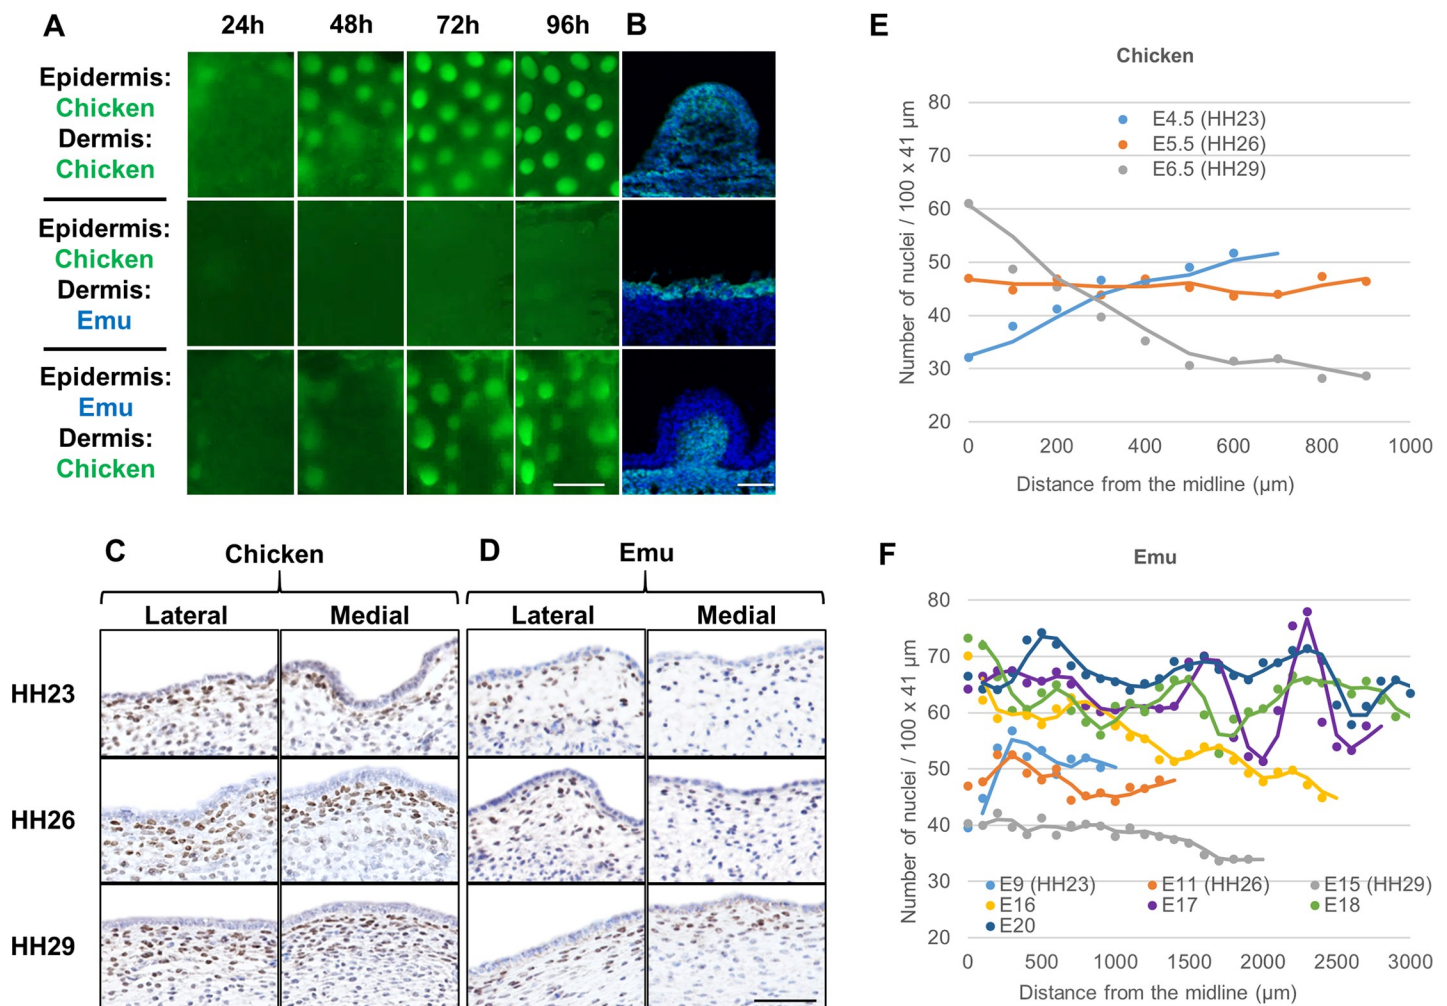 A 24h 48h 72h 96h B
Epidermis:
Chicken
Dermis:
Chicken
Epidermis:
Chicken
Dermis:
Emu
Epidermis:
Emu
Dermis:
Chicken
C Chicken
Lateral Medial
D Emu
Lateral Medial
HH23
HH26
HH29
E
Chicken
80
70
60
50
40
30
20
Number of nuclei / 100 x 41 µm
E4.5 (HH23)
E5.5 (HH26)
E6.5 (HH29)
0 200 400 600 800 1000
Distance from the midline (µm)
F
Emu
80
70
60
50
40
30
20
Number of nuclei / 100 x 41 µm
E9 (HH23) E11 (HH26) E15 (HH29)
E16 E17 E18
E20
0 500 1000 1500 2000 2500 3000
Distance from the midline (µm)